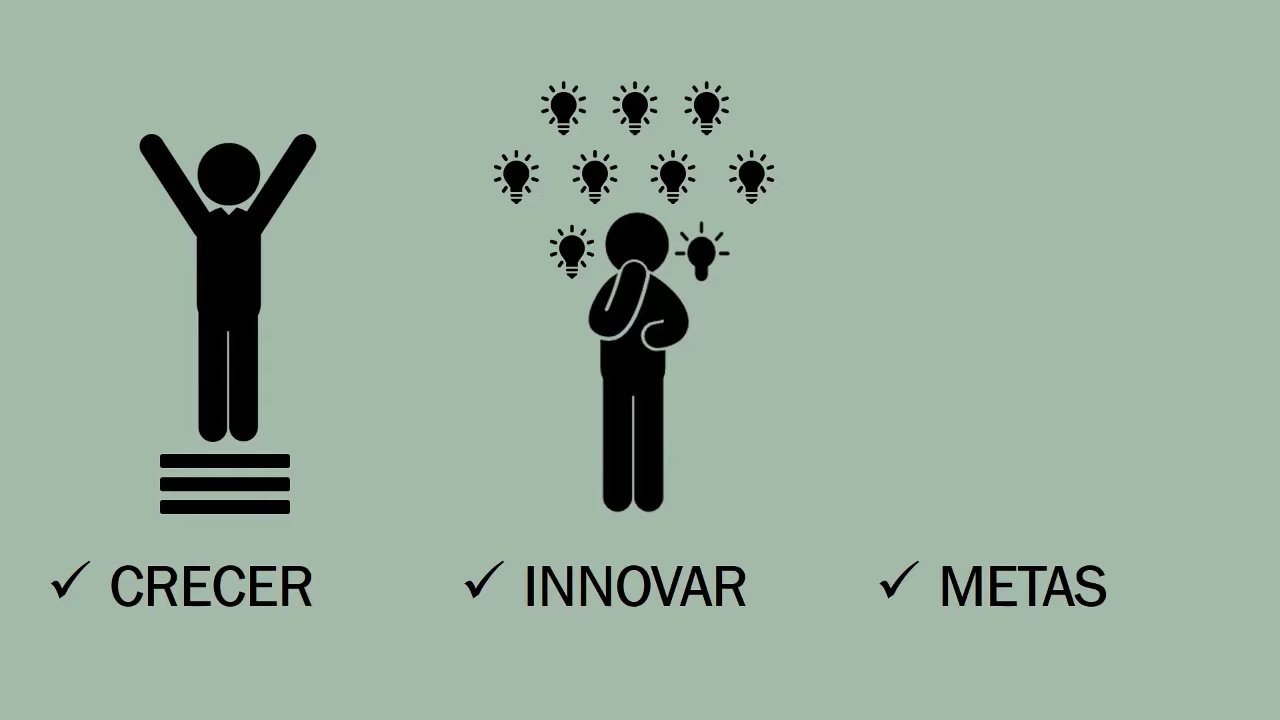 ✓ CRECER
✓ INNOVAR
✓ METAS